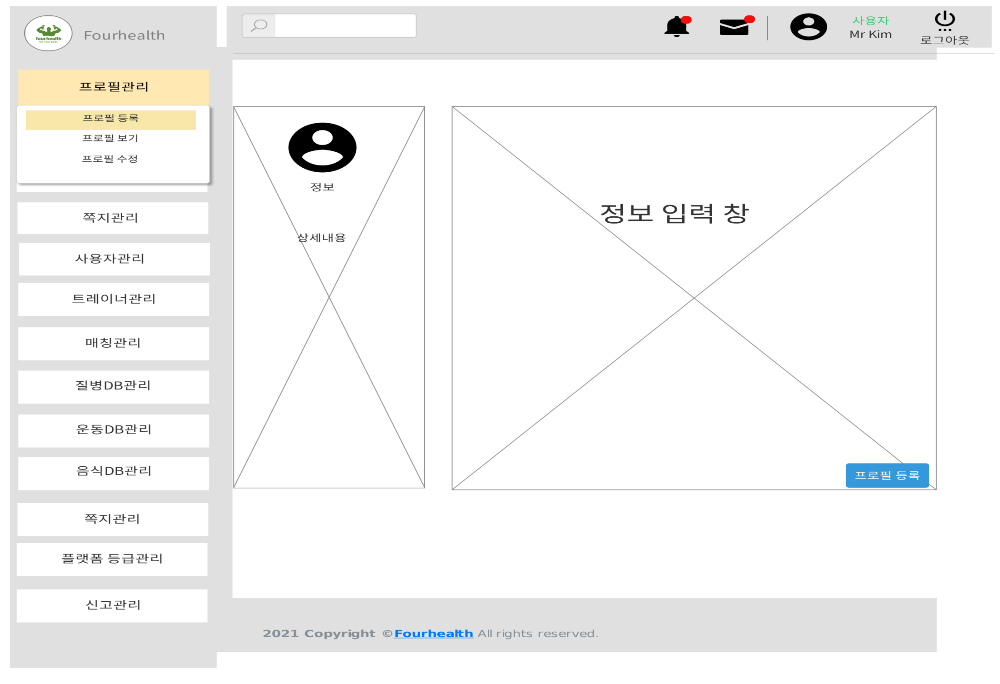 fourhealth
for your body
Fourhealth
사용자
Mr Kim
로그아웃
프로필관리
프로필 등록
프로필 보기
프로필 수정
쪽지관리
사용자관리
트레이너관리
매칭관리
질병DB관리
운동DB관리
음식DB관리
쪽지관리
플랫폼 등급관리
신고관리
정보
상세내용
정보 입력 창
프로필 등록
2021 Copyright ©Fourhealth All rights reserved.